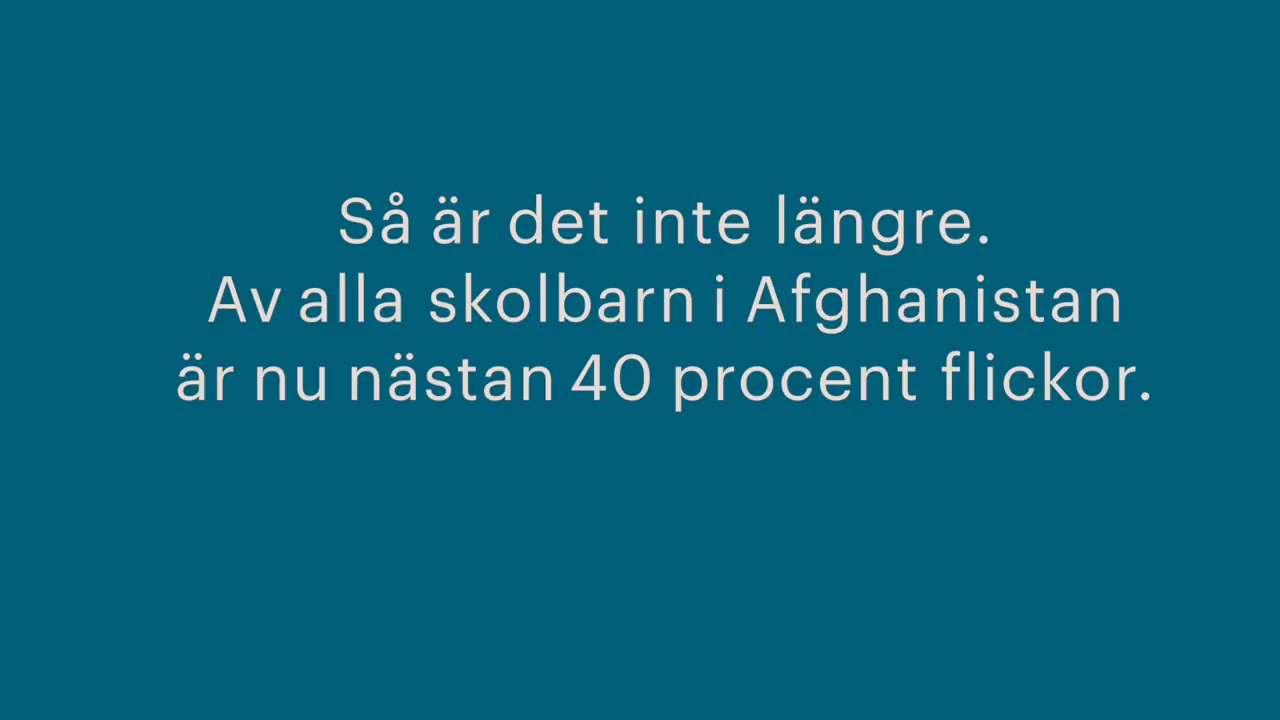 Så är det inte längre.
Av alla skolbarn i Afghanistan
är nu nästan 40 procent flickor.